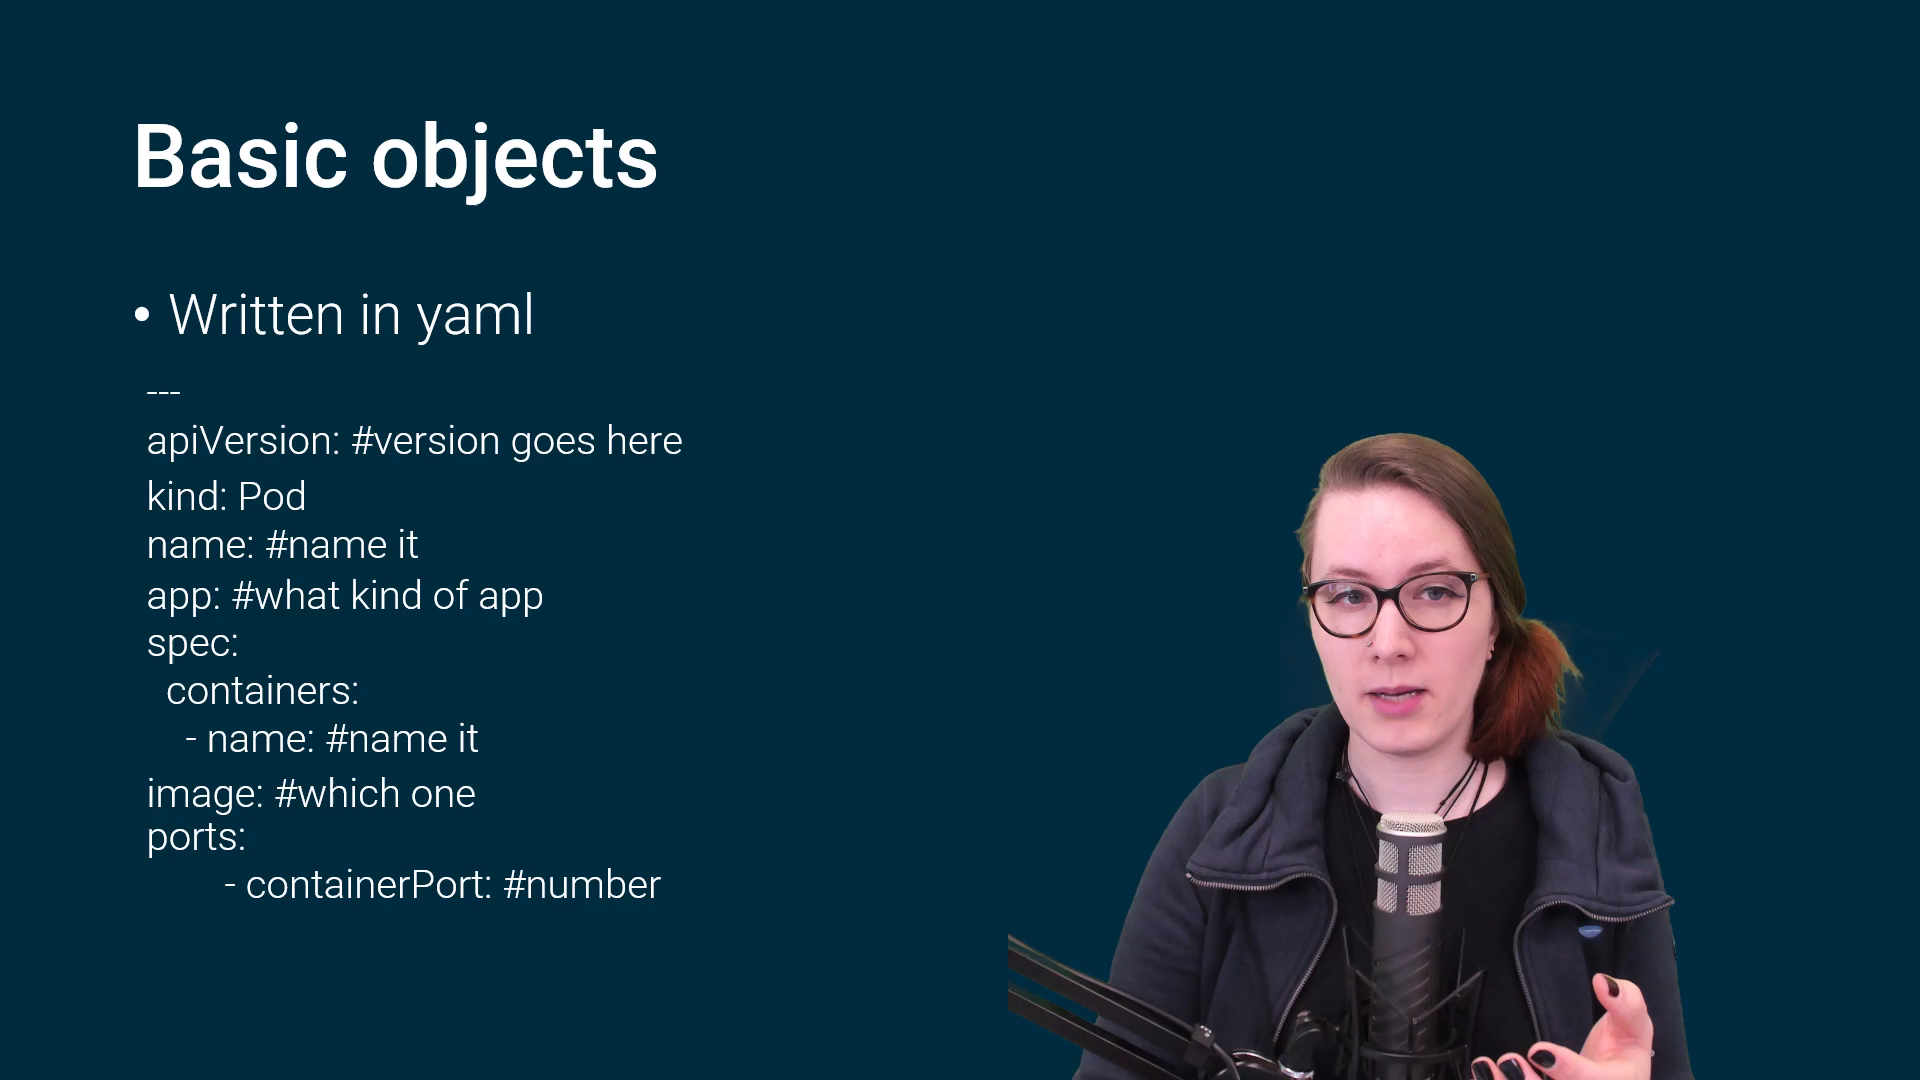 Basic objects
• Written in yaml
---
apiVersion: #version goes here
kind: Pod
name: #name it
app: #what kind of app
spec:
containers:
- name: #name it
image: #which one
ports:
- containerPort: #number